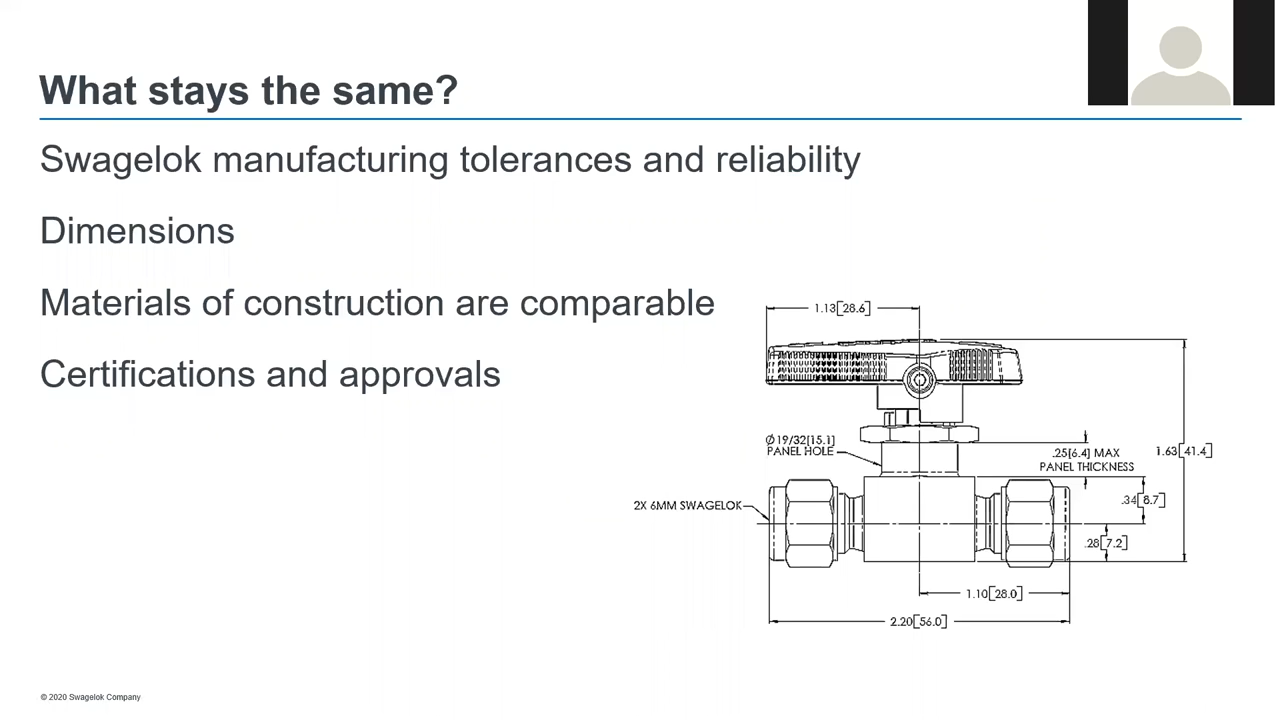 What stays the same?
Swagelok manufacturing tolerances and reliability
Dimensions
Materials of construction are comparable
Certifications and approvals
1.13[28.6]
Ø19/32[15.1]
PANEL HOLE
.25[6.4] MAX
PANEL THICKNESS
1.63[41.4]
2X 6MM SWAGELOK
.34[8.7]
.28[7.2]
1.10[28.0]
2.20[56.0]
© 2020 Swagelok Company